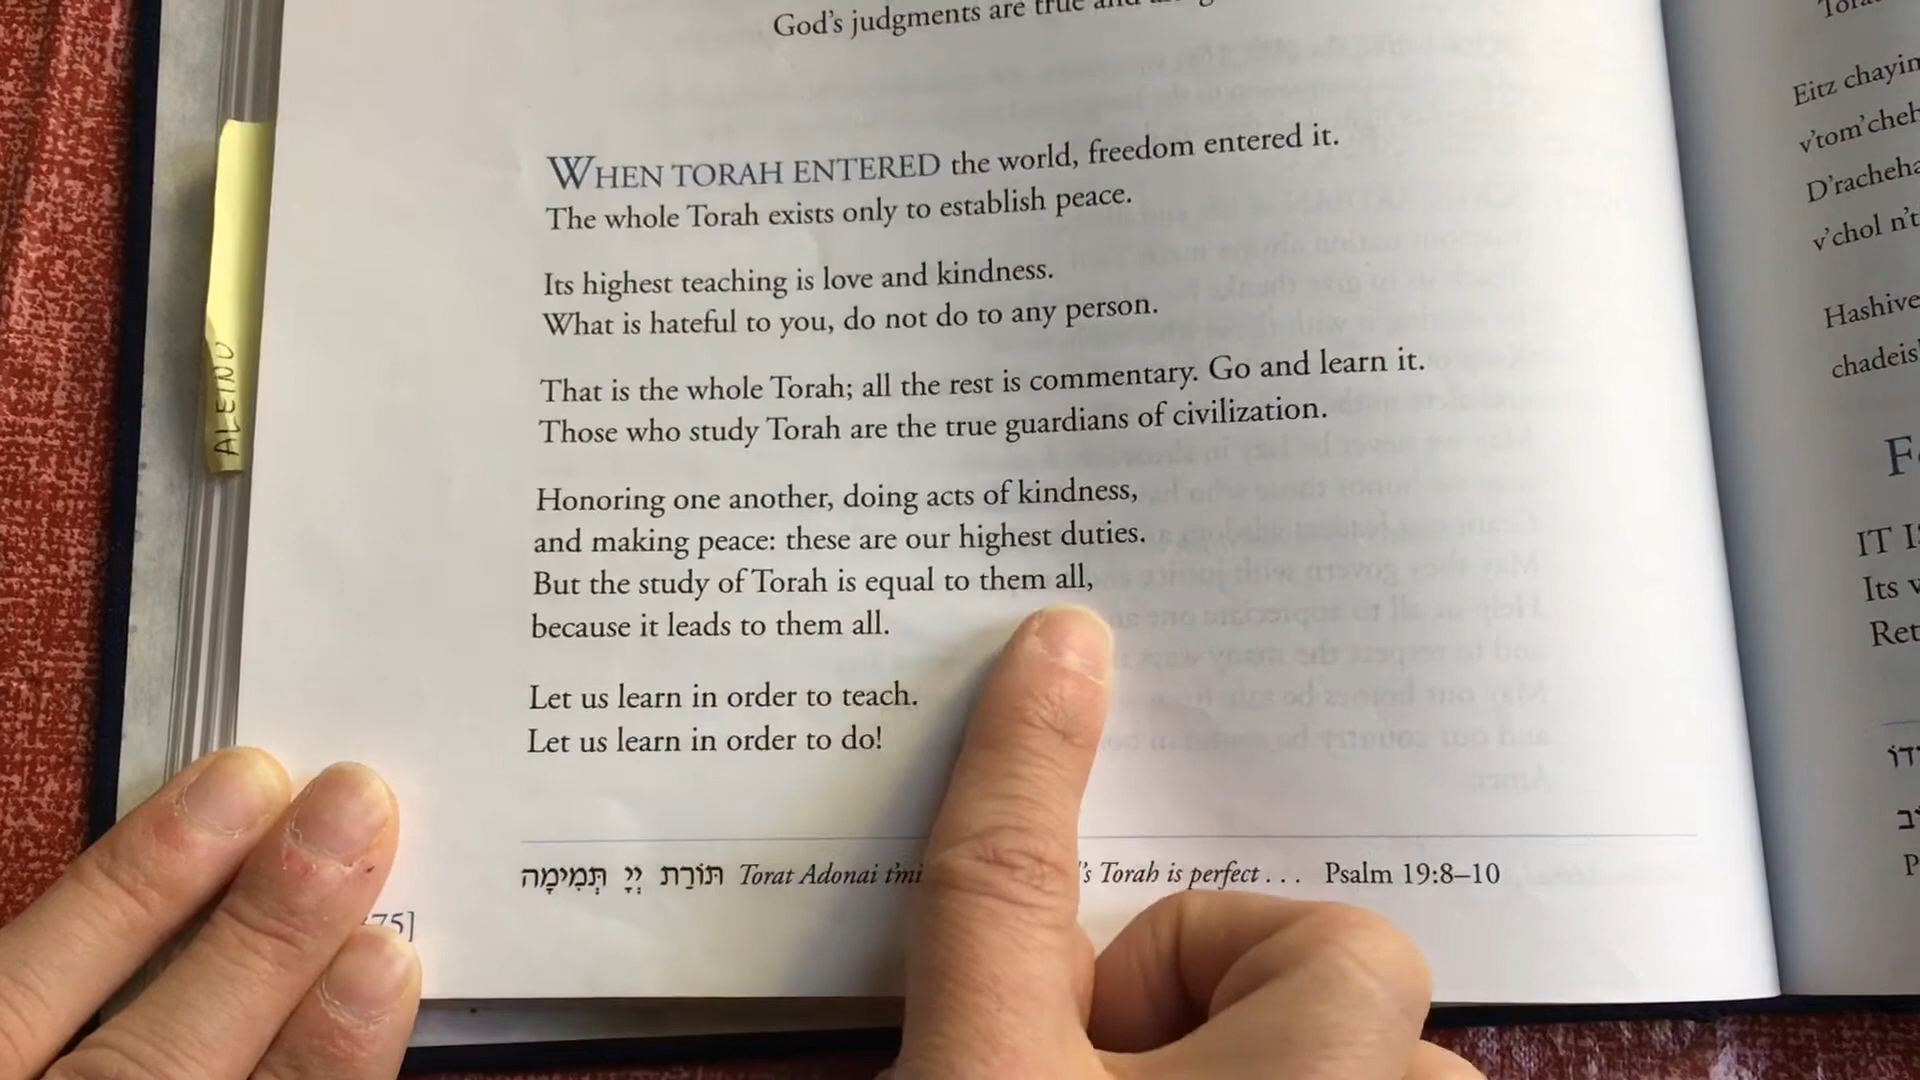 God's judgments are true and
WHEN TORAH ENTERED the world, freedom entered it.
The whole Torah exists only to establish peace.
Its highest teaching is love and kindness.
What is hateful to you, do not do to any person.
That is the whole Torah; all the rest is commentary. Go and learn it.
Those who study Torah are the true guardians of civilization.
Honoring one another, doing acts of kindness,
and making peace: these are our highest duties.
But the study of Torah is equal to them all,
because it leads to them all.
Let us learn in order to teach.
Let us learn in order to do!
תּוֹרַת יְיָ תְּמִימָה Torat Adonai t'mi 's Torah is perfect . . . Psalm 19:8–10
75]
ALEINU
Eitz chayim
v'tom'cheh
D'racheha
v'chol n't
Hashive
chadeish
F
IT IS
Its v
Ret
P